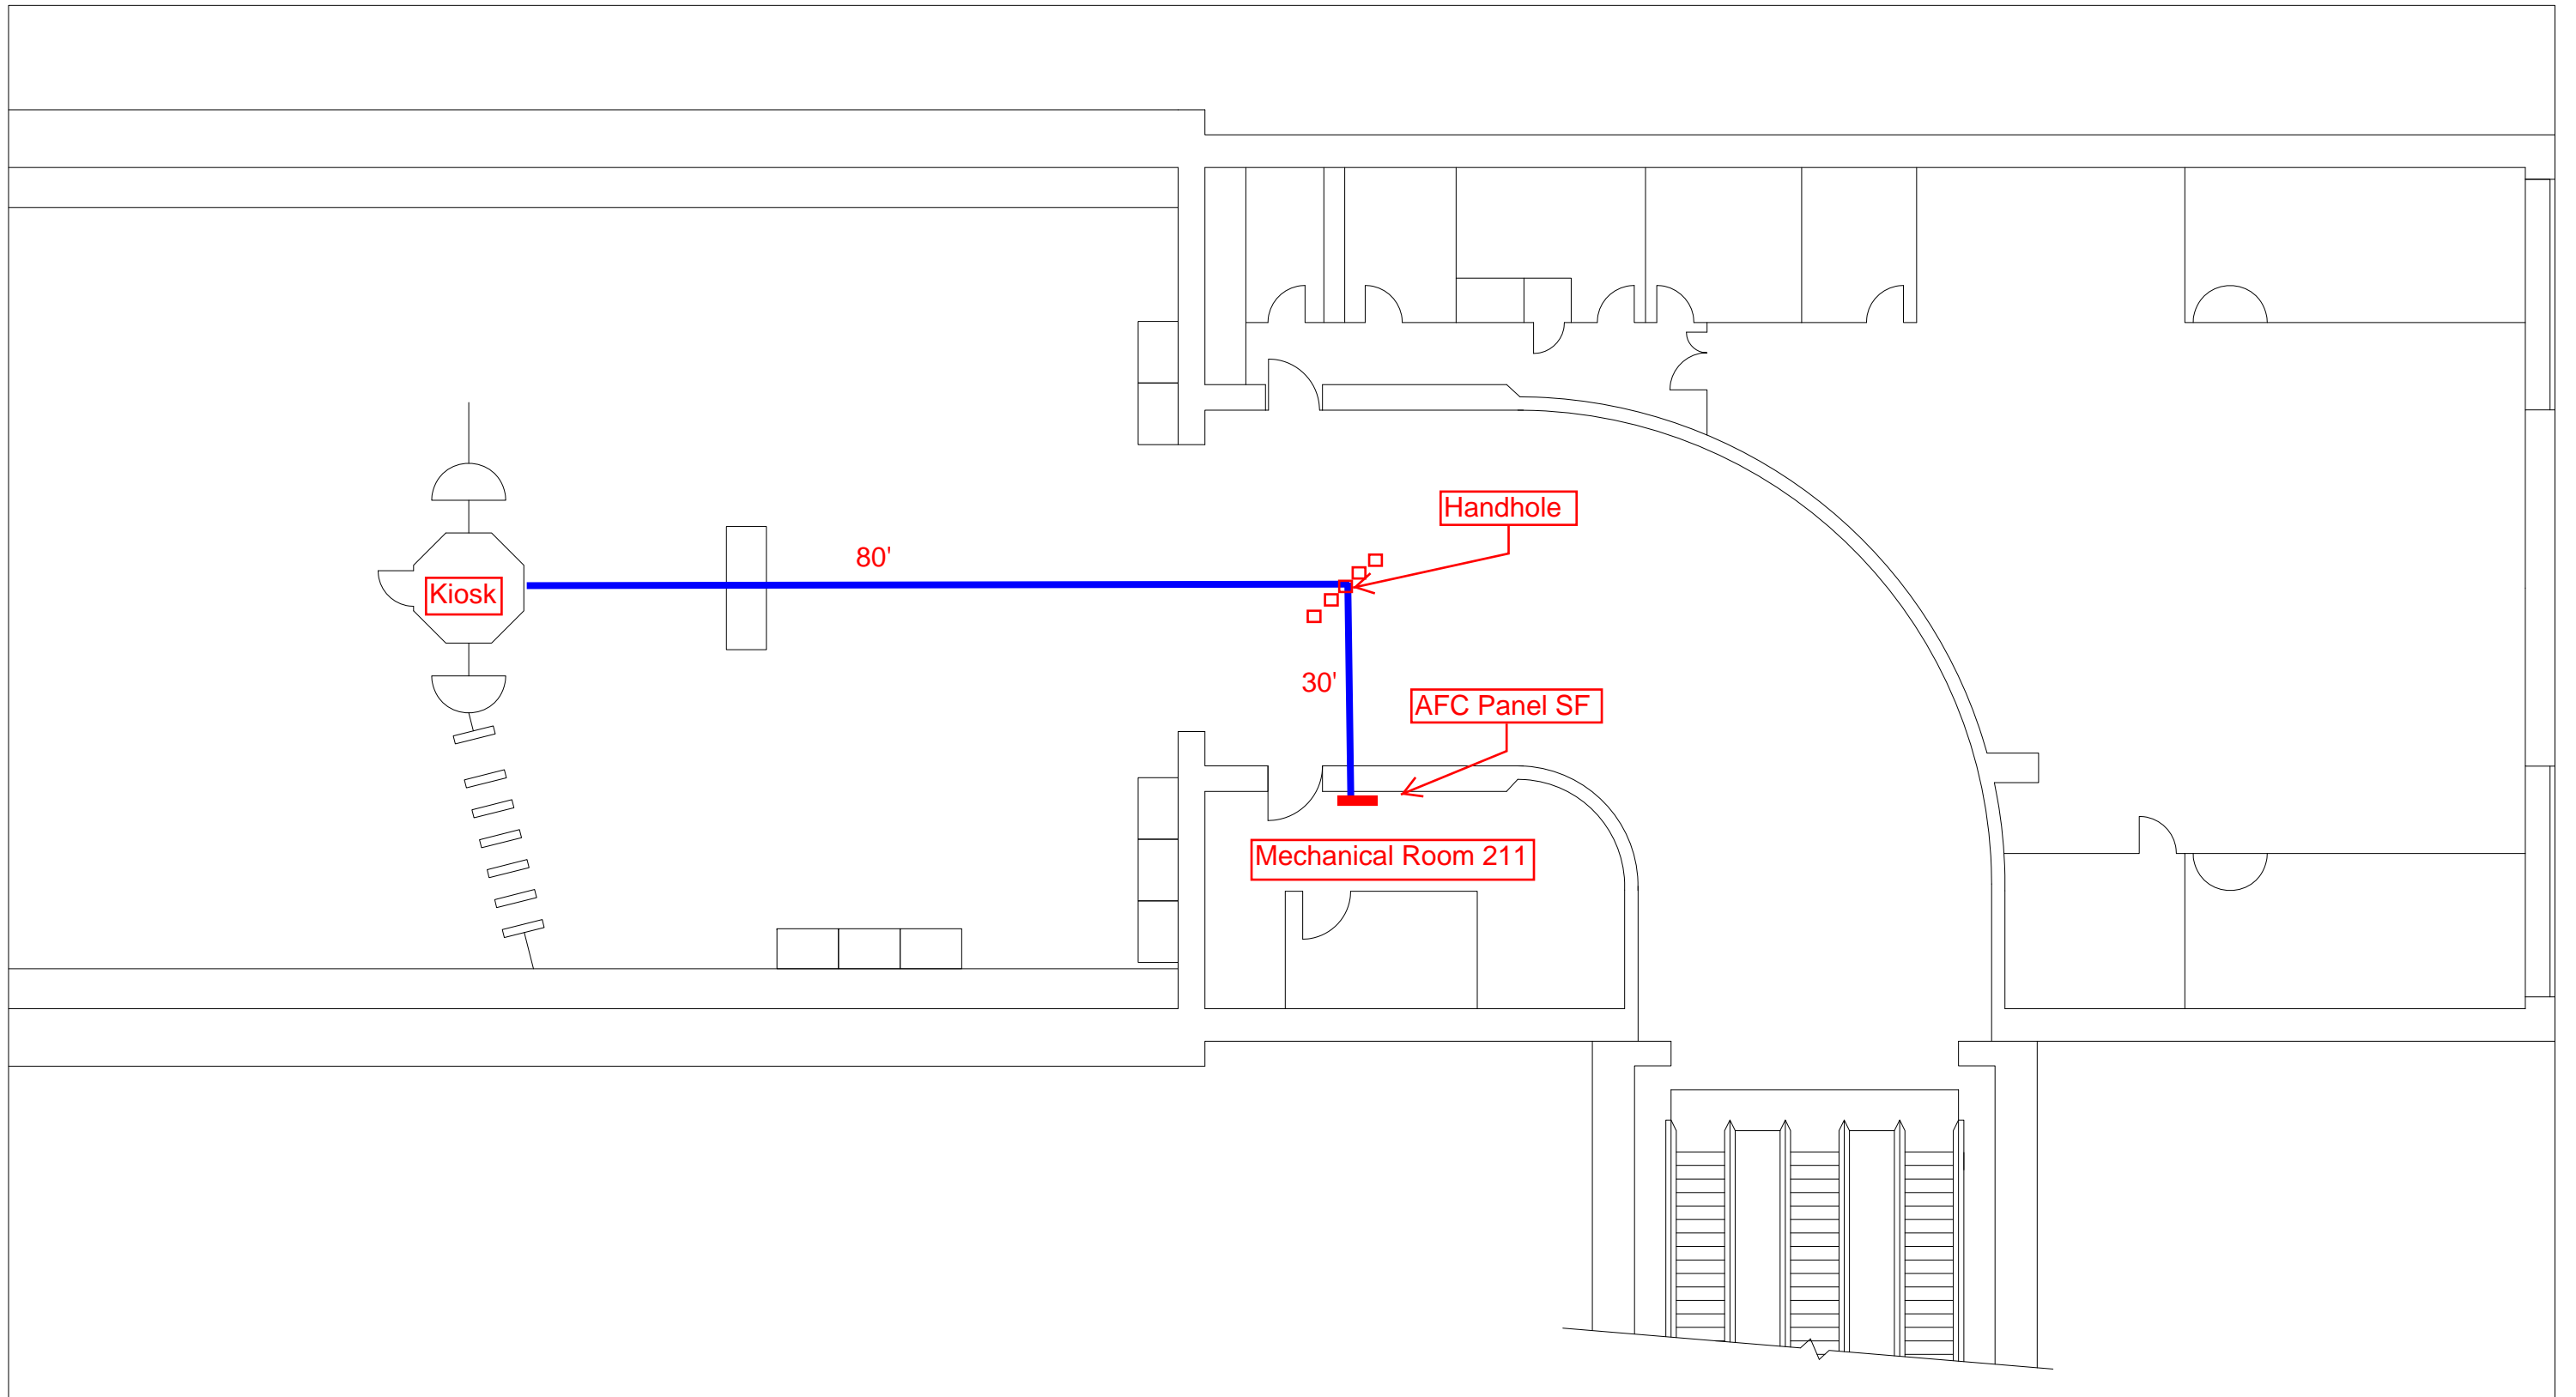 Handhole
80'
Kiosk
30'
AFC Panel SF
Mechanical Room 211